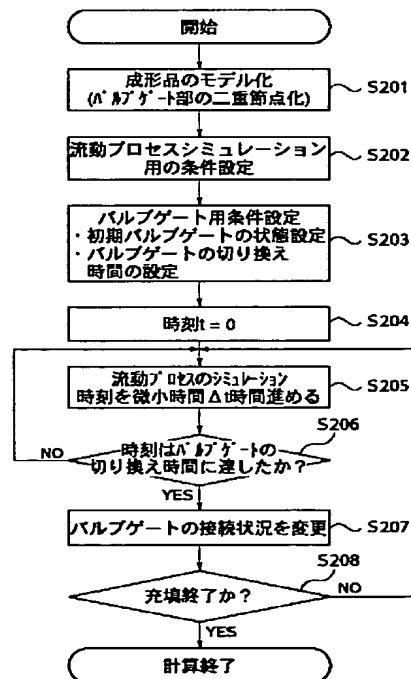 開始
成形品のモデル化
(ﾊﾞﾙﾌﾞｹﾞｰﾄ部の二重節点化)
S201
流動プロセスシミュレーション
用の条件設定
S202
バルブゲート用条件設定
・初期バルブゲートの状態設定
・バルブゲートの切り換え
時間の設定
S203
時刻t = 0
S204
流動ﾌﾟﾛｾｽのｼﾐｭﾚｰｼｮﾝ
時刻を微小時間Δt時間進める
S205
S206
時刻はﾊﾞﾙﾌﾞｹﾞｰﾄの
切り換え時間に達したか?
NO
YES
バルブゲートの接続状況を変更
S207
S208
充填終了か?
NO
YES
計算終了